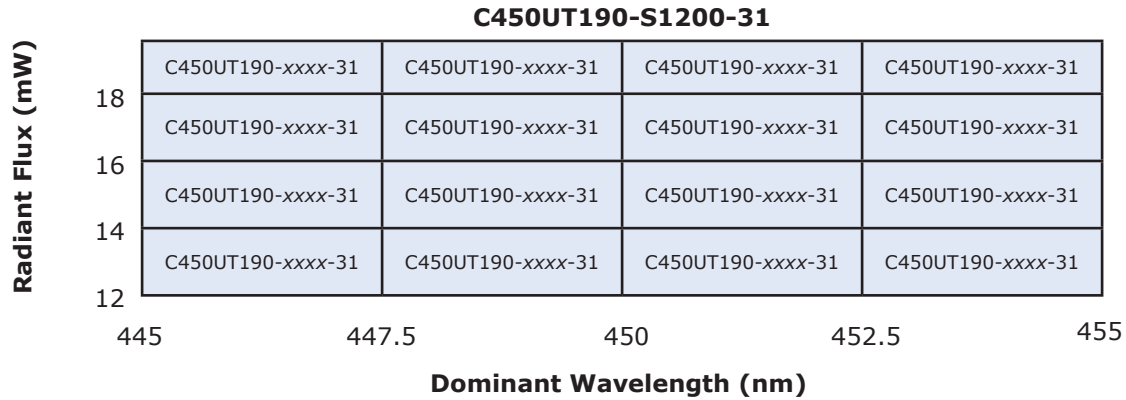 C450UT190-S1200-31
Radiant Flux (mW)
C450UT190-xxxx-31 C450UT190-xxxx-31 C450UT190-xxxx-31 C450UT190-xxxx-31
18
C450UT190-xxxx-31 C450UT190-xxxx-31 C450UT190-xxxx-31 C450UT190-xxxx-31
16
C450UT190-xxxx-31 C450UT190-xxxx-31 C450UT190-xxxx-31 C450UT190-xxxx-31
14
C450UT190-xxxx-31 C450UT190-xxxx-31 C450UT190-xxxx-31 C450UT190-xxxx-31
12
445 447.5 450 452.5 455
Dominant Wavelength (nm)